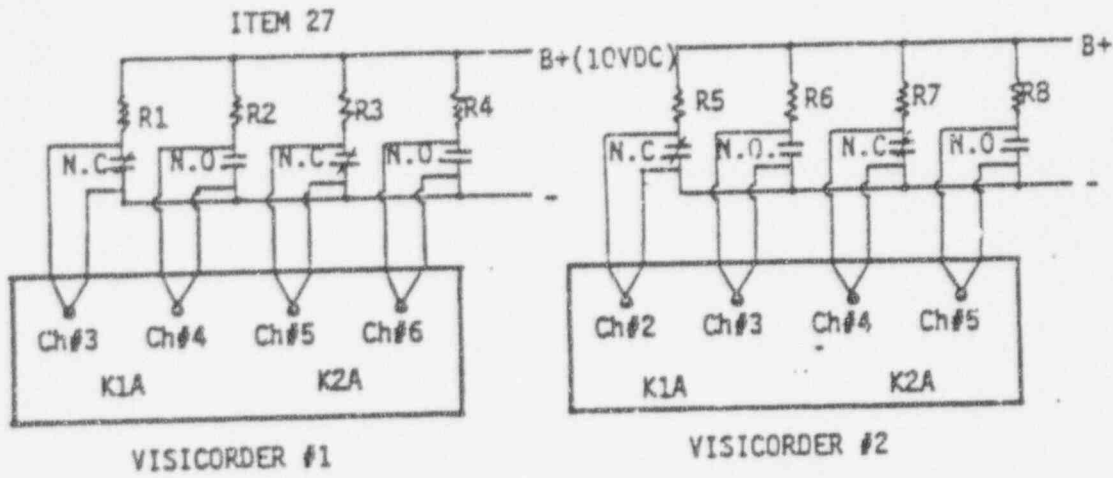 ITEM 27
B+(10VDC)
B+
R1 R2 R3 R4
R5 R6 R7 R8
N.C N.O N.C N.O.
N.C N.O. N.C N.O.
- -
Ch#3 Ch#4 Ch#5 Ch#6
K1A K2A
Ch#2 Ch#3 Ch#4 Ch#5
K1A K2A
VISICORDER #1
VISICORDER #2